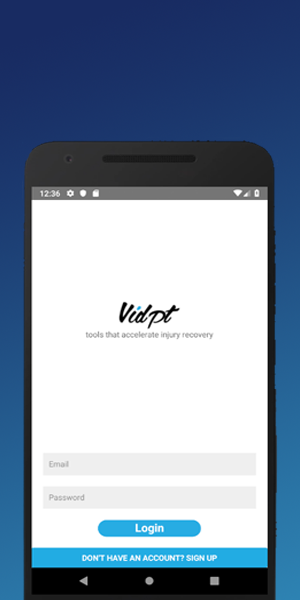 12:36
Vidpt
tools that accelerate injury recovery
Email
Password
Login
DON'T HAVE AN ACCOUNT? SIGN UP